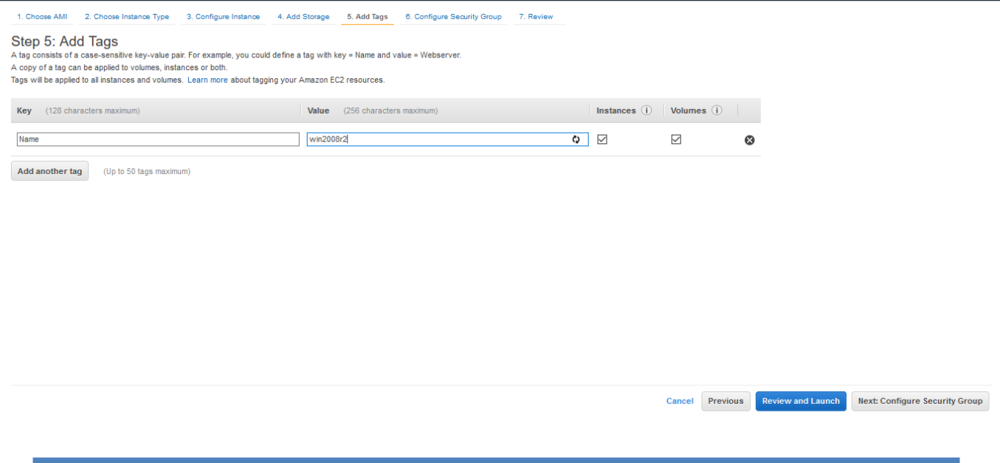 1. Choose AMI 2. Choose Instance Type 3. Configure Instance 4. Add Storage 5. Add Tags 6. Configure Security Group 7. Review
Step 5: Add Tags
A tag consists of a case-sensitive key-value pair. For example, you could define a tag with key = Name and value = Webserver.
A copy of a tag can be applied to volumes, instances or both.
Tags will be applied to all instances and volumes. Learn more about tagging your Amazon EC2 resources.
Key (128 characters maximum) Value (256 characters maximum) Instances Volumes
Name win2008r2
Add another tag (Up to 50 tags maximum)
Cancel Previous Review and Launch Next: Configure Security Group